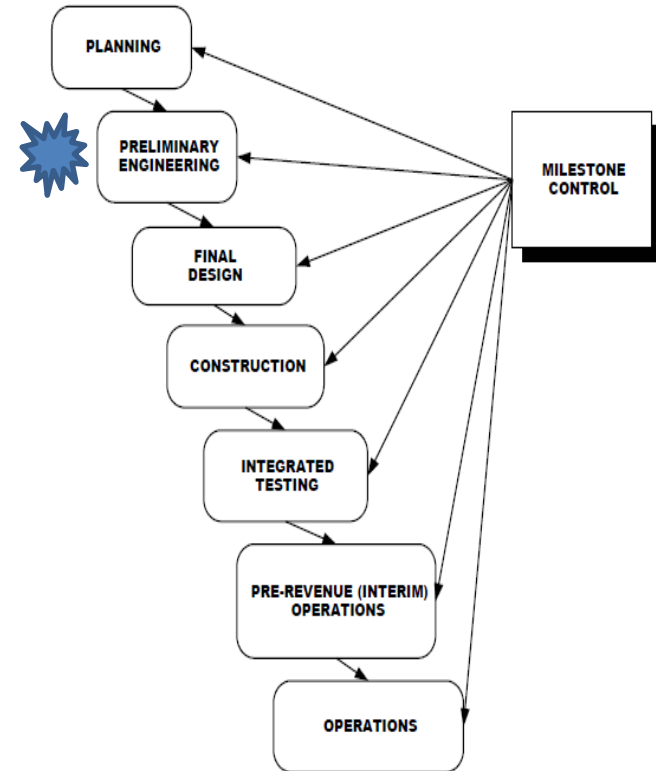 PLANNING
PRELIMINARY
ENGINEERING
MILESTONE
CONTROL
FINAL
DESIGN
CONSTRUCTION
INTEGRATED
TESTING
PRE-REVENUE (INTERIM)
OPERATIONS
OPERATIONS